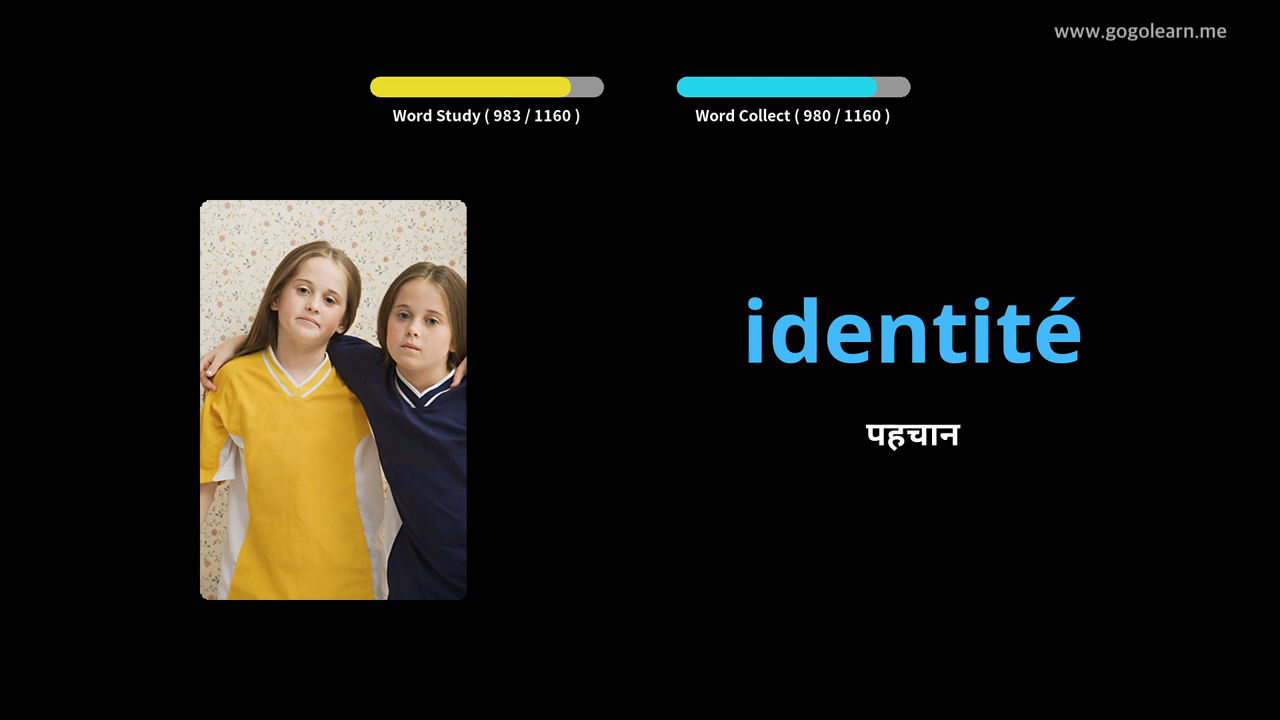 www.gogolearn.me
Word Study ( 983 / 1160 )
Word Collect ( 980 / 1160 )
identité
पहचान